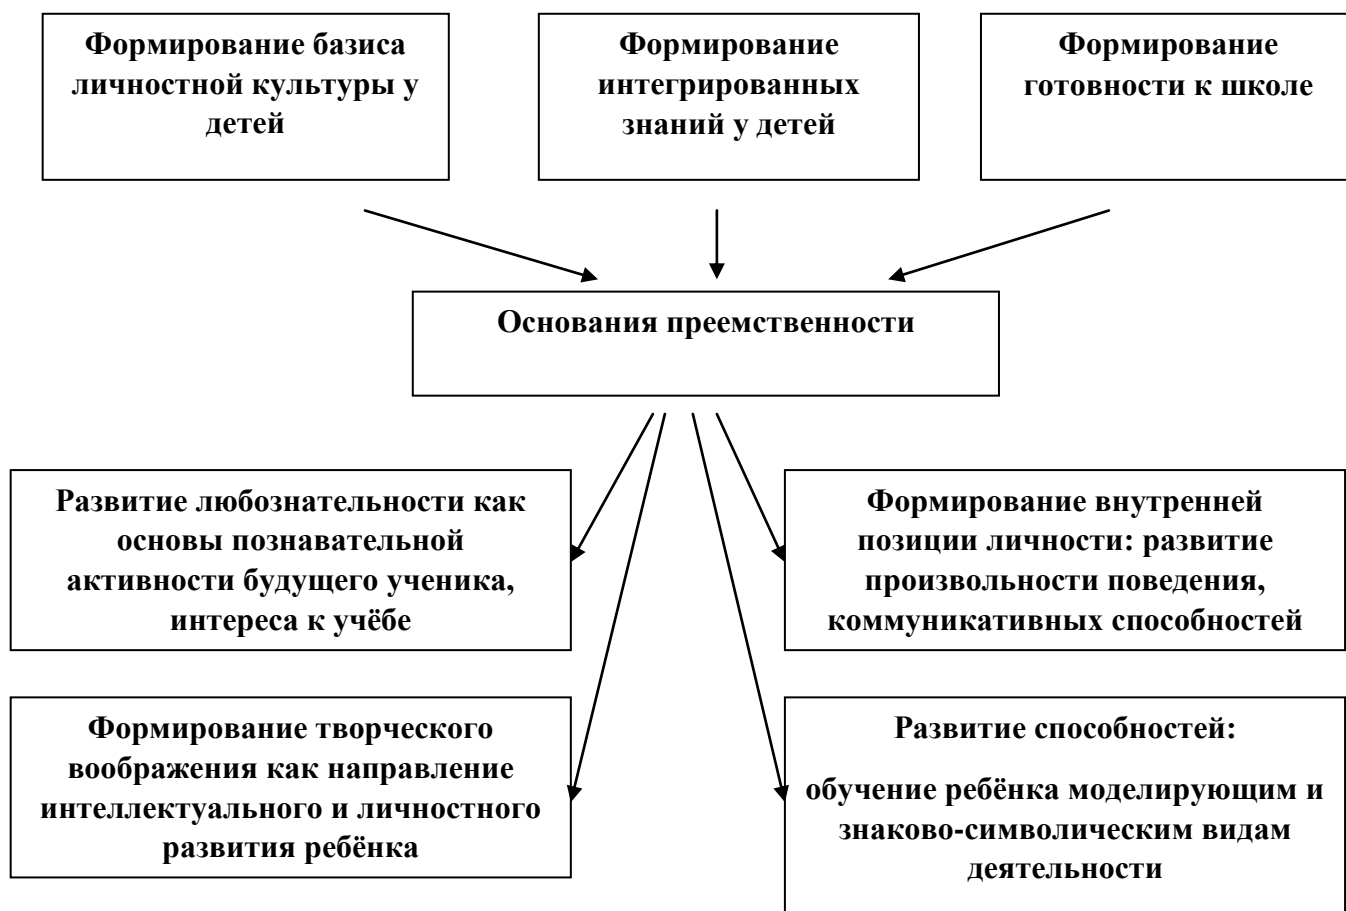 Формирование базиса
личностной культуры у
детей
Формирование
интегрированных
знаний у детей
Формирование
готовности к школе
Основания преемственности
Развитие любознательности как
основы познавательной
активности будущего ученика,
интереса к учёбе
Формирование внутренней
позиции личности: развитие
произвольности поведения,
коммуникативных способностей
Формирование творческого
воображения как направление
интеллектуального и личностного
развития ребёнка
Развитие способностей:
обучение ребёнка моделирующим и
знаково-символическим видам
деятельности